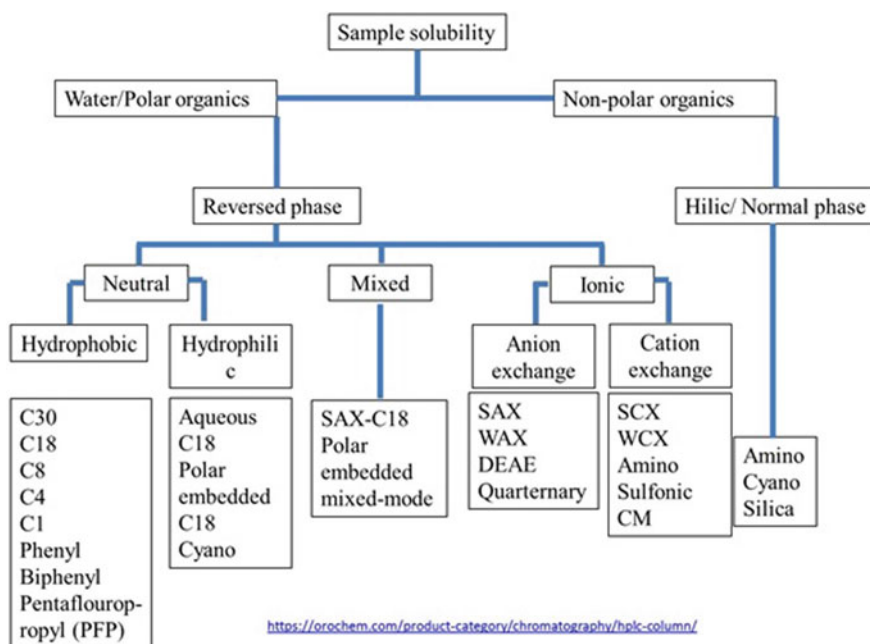 Sample solubility
Water/Polar organics
Non-polar organics
Reversed phase
Hilic/ Normal phase
Neutral
Mixed
Ionic
Hydrophobic
Hydrophili
c
Anion
exchange
Cation
exchange
C30
C18
C8
C4
C1
Phenyl
Biphenyl
Pentaflourop-
ropyl (PFP)
Aqueous
C18
Polar
embedded
C18
Cyano
SAX-C18
Polar
embedded
mixed-mode
SAX
WAX
DEAE
Quarternary
SCX
WCX
Amino
Sulfonic
CM
Amino
Cyano
Silica
https://orochem.com/product-category/chromatography/hplc-column/